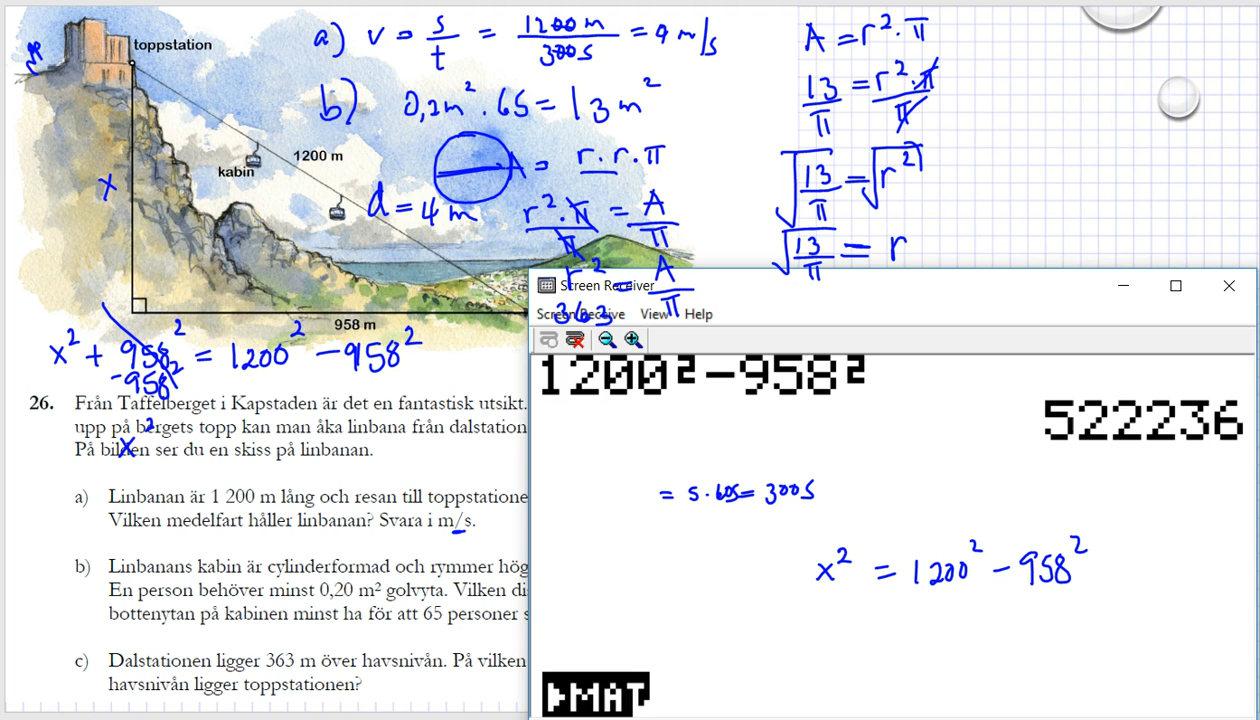 toppstation
kabin
1200 m
958 m
x
a) v = s/t = 1200 m/300 s = 4 m/s
b) 0,2m² · 65 = 13 m²
A = r · r · π
d = 4 m
r² · π/π = A/π
r² = A/π
363
A = r² · π
13/π = r² · π/π
√13/π = √r²
√13/π = r
x² + 958² = 1200² - 958²
-958²
x²
26. Från Taffelberget i Kapstaden är det en fantastisk utsikt.
upp på bergets topp kan man åka linbana från dalstation
På bilden ser du en skiss på linbanan.
a) Linbanan är 1 200 m lång och resan till toppstatione
Vilken medelfart håller linbanan? Svara i m/s.
b) Linbanans kabin är cylinderformad och rymmer hög
En person behöver minst 0,20 m² golvyta. Vilken di
bottenytan på kabinen minst ha för att 65 personer s
c) Dalstationen ligger 363 m över havsnivån. På vilken
havsnivån ligger toppstationen?
Screen Receiver
Screen Receive View Help
1200²-958²
522236
= 5 · 60s = 300s
x² = 1200² - 958²
▶MAT